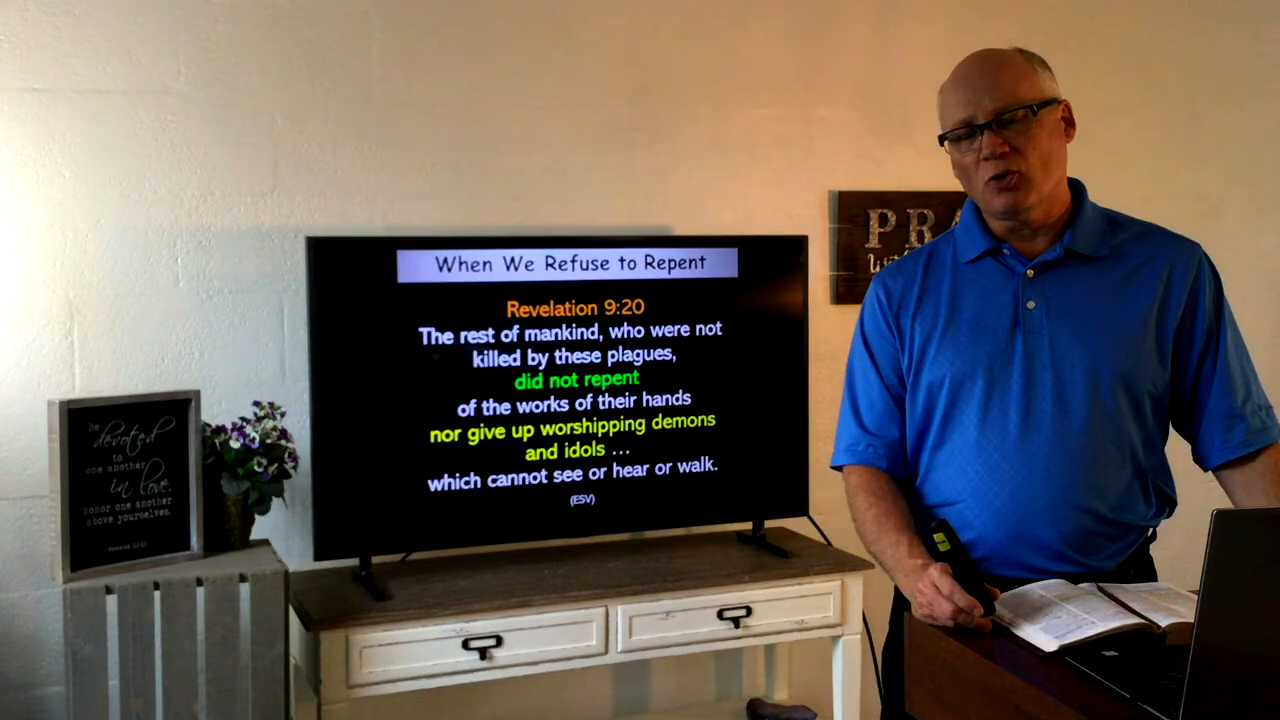 When We Refuse to Repent
Revelation 9:20
The rest of mankind, who were not
killed by these plagues,
did not repent
of the works of their hands
nor give up worshipping demons
and idols ...
which cannot see or hear or walk.
(ESV)
Be
devoted
to
one another
in love.
Honor one another
above yourselves.
PRA